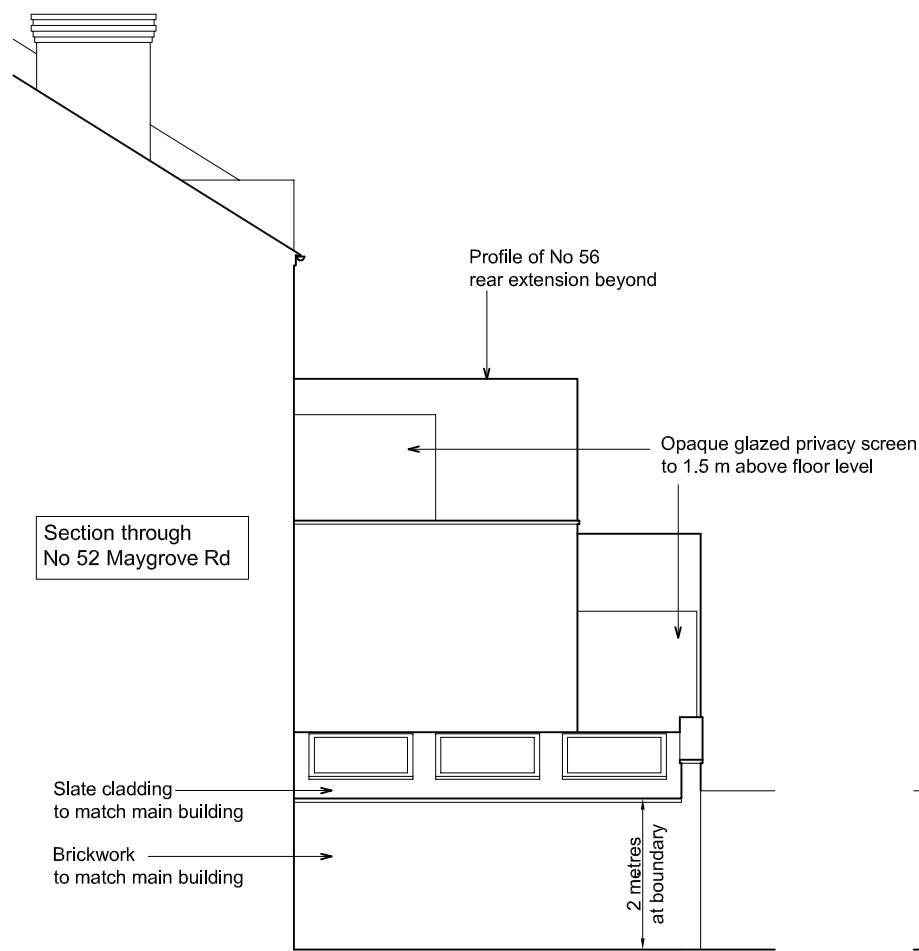 Profile of No 56
rear extension beyond
Opaque glazed privacy screen
to 1.5 m above floor level
Section through
No 52 Maygrove Rd
Slate cladding
to match main building
Brickwork
to match main building
2 metres
at boundary